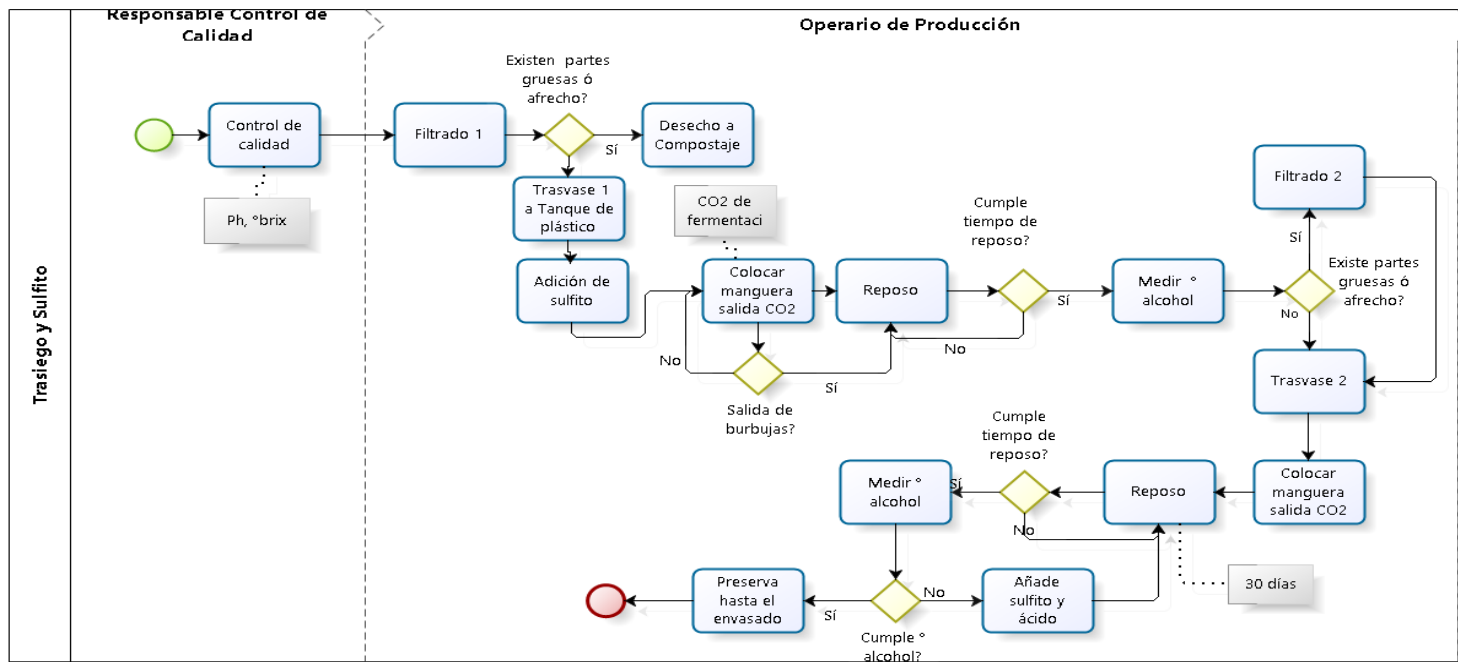 Responsable Control de
Calidad
Operario de Producción
Trasiego y Sulfito
Control de
calidad
Ph, °brix
Filtrado 1
Existen partes
gruesas ó
afrecho?
Sí
Desecho a
Compostaje
Trasvase 1
a Tanque de
plástico
Adición de
sulfito
CO2 de
fermentaci
Colocar
manguera
salida CO2
No
Salida de
burbujas?
Sí
Reposo
Cumple
tiempo de
reposo?
No
Sí
Medir °
alcohol
Existe partes
gruesas ó
afrecho?
Sí
Filtrado 2
No
Trasvase 2
Colocar
manguera
salida CO2
Reposo
30 días
Cumple
tiempo de
reposo?
No
Sí
Medir °
alcohol
Cumple °
alcohol?
No
Añade
sulfito y
ácido
Sí
Preserva
hasta el
envasado